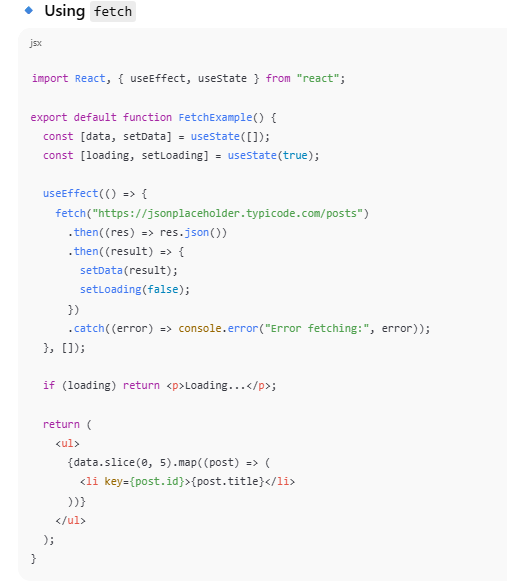 Using fetch
jsx
import React, { useEffect, useState } from "react";
export default function FetchExample() {
const [data, setData] = useState([]);
const [loading, setLoading] = useState(true);
useEffect(() => {
fetch("https://jsonplaceholder.typicode.com/posts")
.then((res) => res.json())
.then((result) => {
setData(result);
setLoading(false);
})
.catch((error) => console.error("Error fetching:", error));
}, []);
if (loading) return <p>Loading...</p>;
return (
<ul>
{data.slice(0, 5).map((post) => (
<li key={post.id}>{post.title}</li>
))}
</ul>
);
}